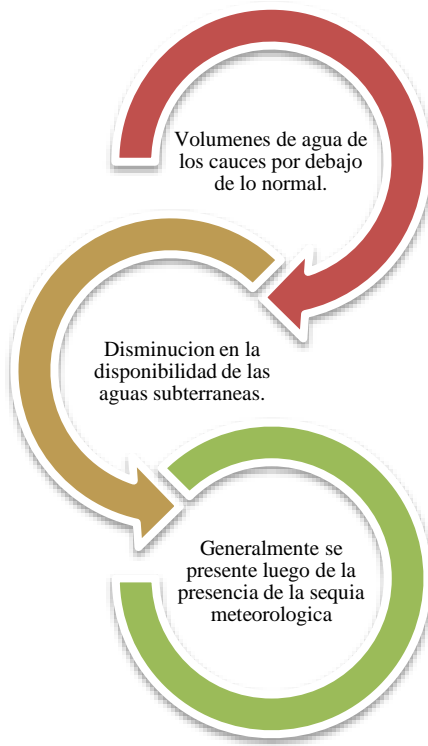 Volumenes de agua de
los cauces por debajo
de lo normal.
Disminucion en la
disponibilidad de las
aguas subterraneas.
Generalmente se
presente luego de la
presencia de la sequia
meteorologica